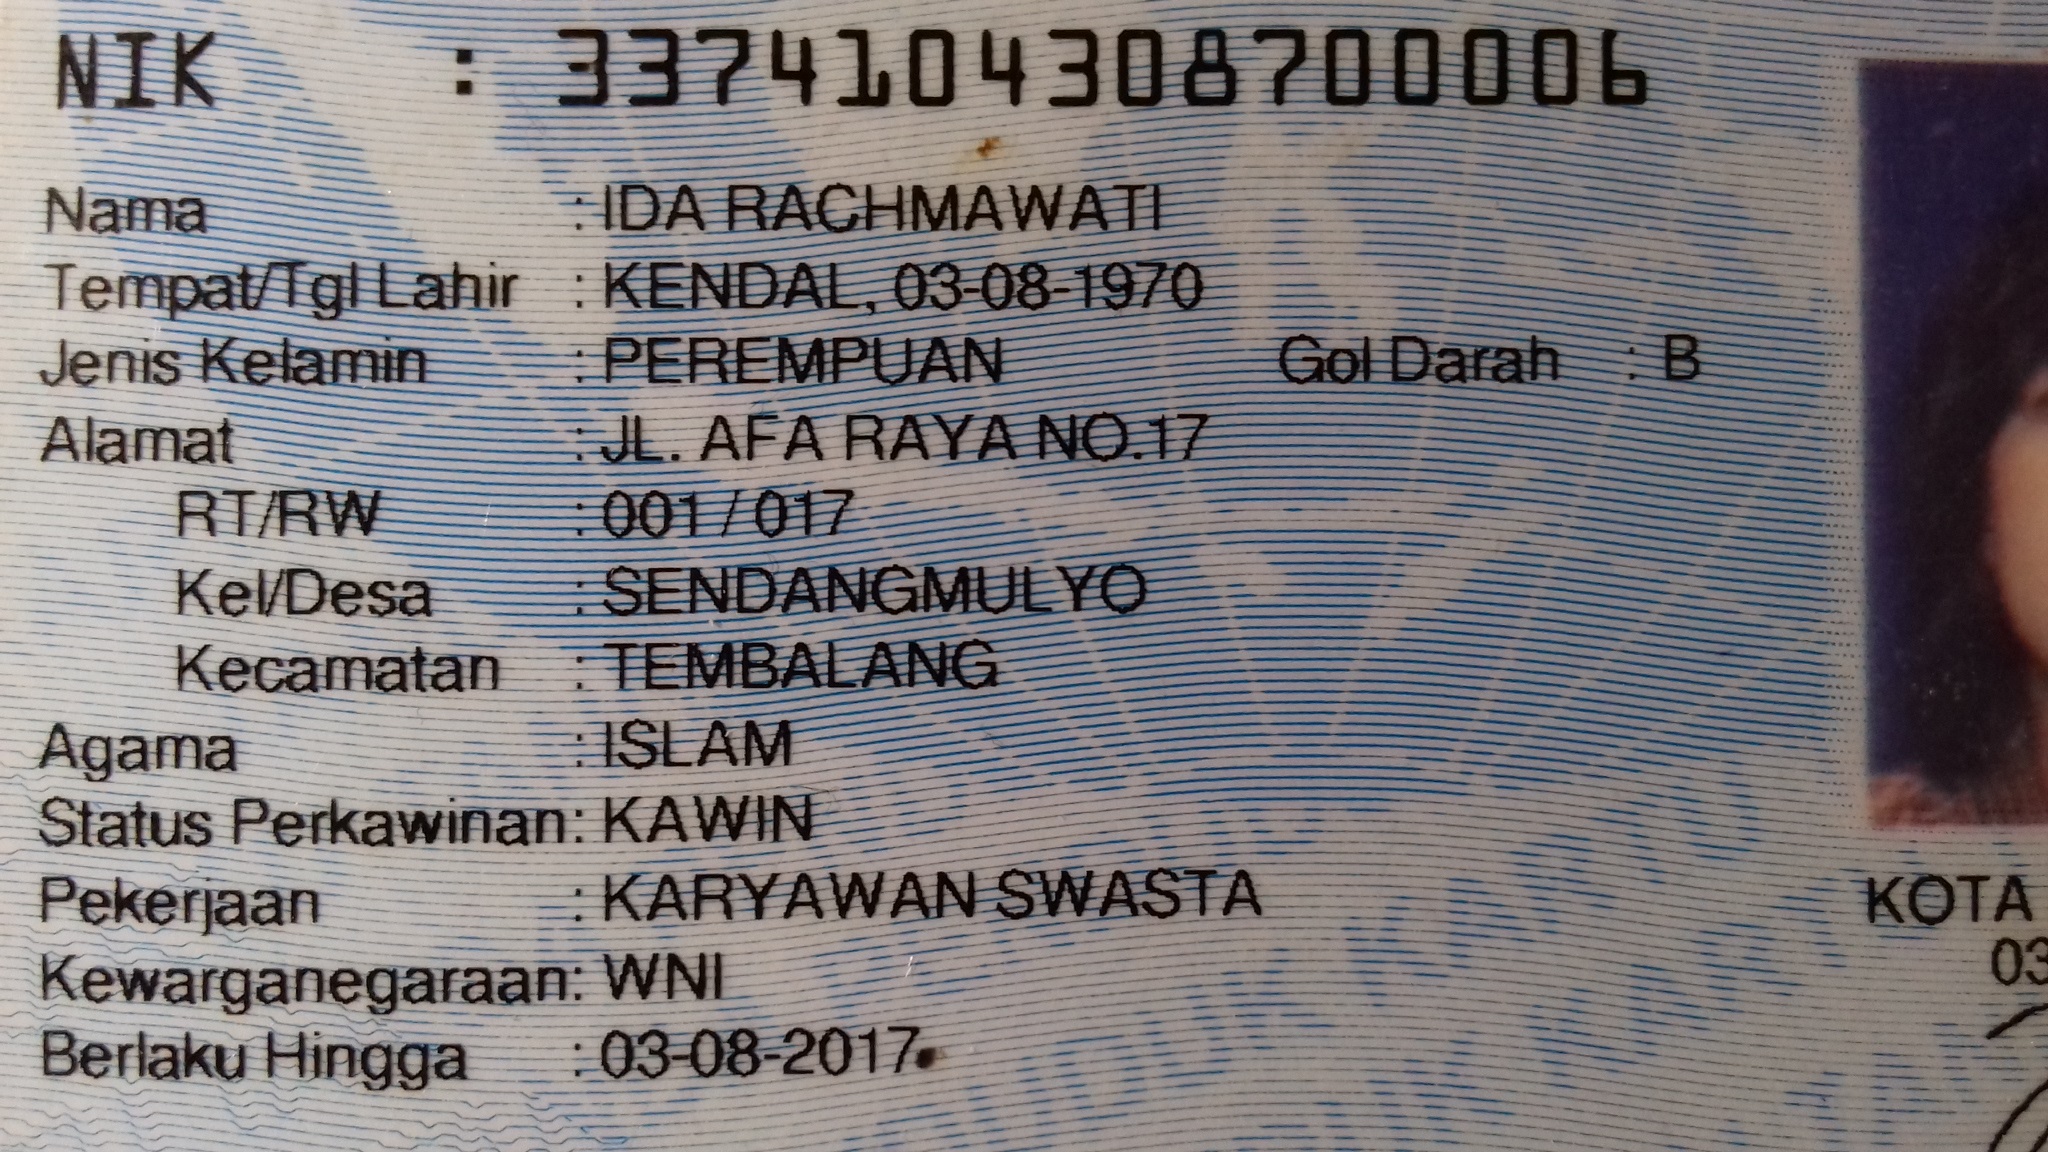 NIK : 3374104308700006
Nama : IDA RACHMAWATI
Tempat/Tgl Lahir : KENDAL, 03-08-1970
Jenis Kelamin : PEREMPUAN Gol Darah : B
Alamat : JL. AFA RAYA NO.17
RT/RW : 001 / 017
Kel/Desa : SENDANGMULYO
Kecamatan : TEMBALANG
Agama : ISLAM
Status Perkawinan: KAWIN
Pekerjaan : KARYAWAN SWASTA
KOTA
Kewarganegaraan: WNI
03
Berlaku Hingga : 03-08-2017